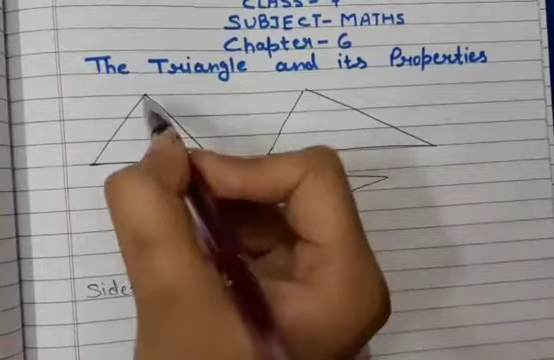 SUBJECT- MATHS
Chapter- 6
The Triangle and its Properties
Side